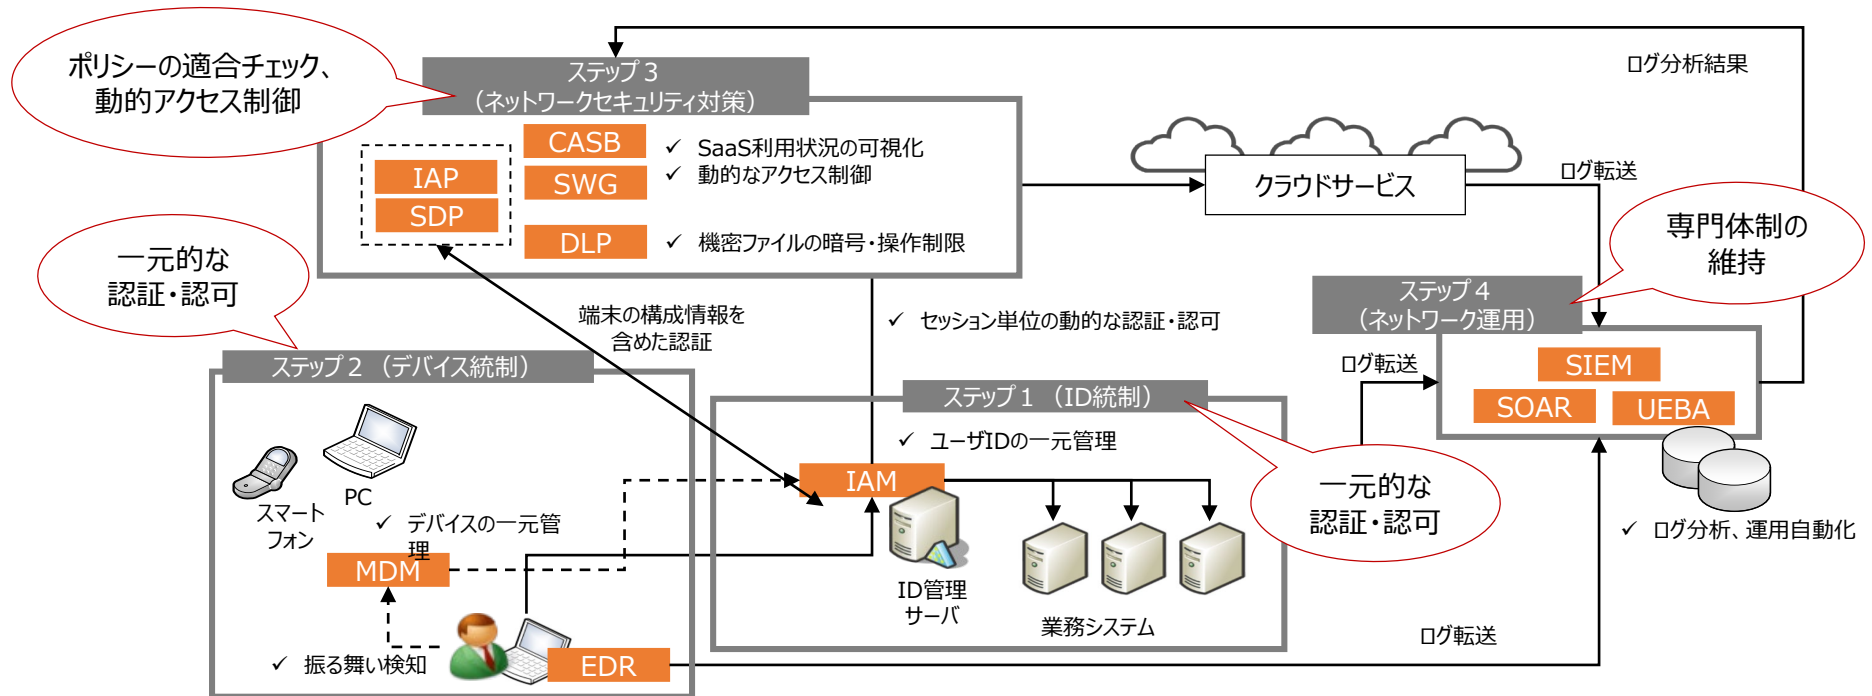 ポリシーの適合チェック、
動的アクセス制御
ステップ３
（ネットワークセキュリティ対策）
ログ分析結果
CASB
✓ SaaS利用状況の可視化
IAP
SWG
✓ 動的なアクセス制御
SDP
DLP
✓ 機密ファイルの暗号・操作制限
クラウドサービス
ログ転送
専門体制の
維持
一元的な
認証・認可
端末の構成情報を
含めた認証
✓ セッション単位の動的な認証・認可
ステップ４
（ネットワーク運用）
ログ転送
SIEM
SOAR
UEBA
✓ ログ分析、運用自動化
ステップ２（デバイス統制）
PC
スマート
フォン
✓ デバイスの一元管
理
MDM
✓ 振る舞い検知
EDR
ステップ１（ID統制）
✓ ユーザIDの一元管理
IAM
ID管理
サーバ
業務システム
一元的な
認証・認可
ログ転送